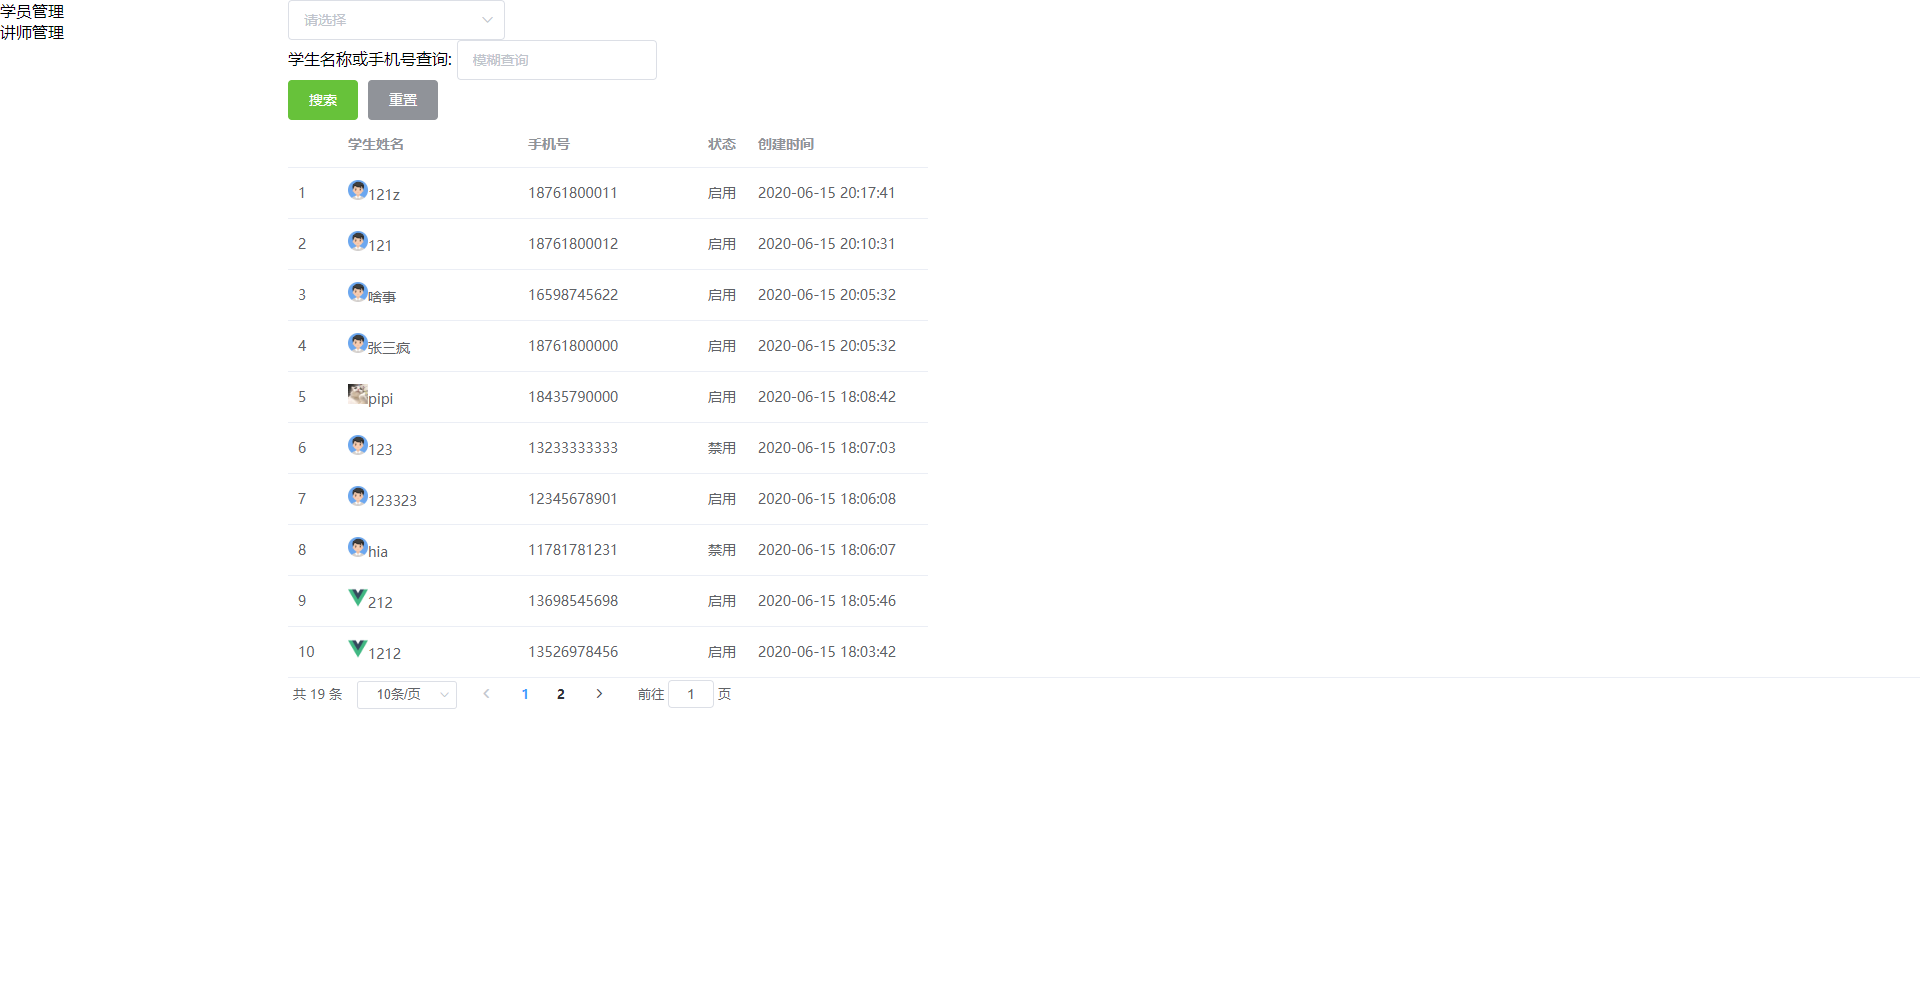 学员管理
讲师管理
请选择
学生名称或手机号查询: 模糊查询
搜索 重置
学生姓名 手机号 状态 创建时间
1 121z 18761800011 启用 2020-06-15 20:17:41
2 121 18761800012 启用 2020-06-15 20:10:31
3 啥事 16598745622 启用 2020-06-15 20:05:32
4 张三疯 18761800000 启用 2020-06-15 20:05:32
5 pipi 18435790000 启用 2020-06-15 18:08:42
6 123 13233333333 禁用 2020-06-15 18:07:03
7 123323 12345678901 启用 2020-06-15 18:06:08
8 hia 11781781231 禁用 2020-06-15 18:06:07
9 212 13698545698 启用 2020-06-15 18:05:46
10 1212 13526978456 启用 2020-06-15 18:03:42
共 19 条 10条/页 1 2 前往 1 页